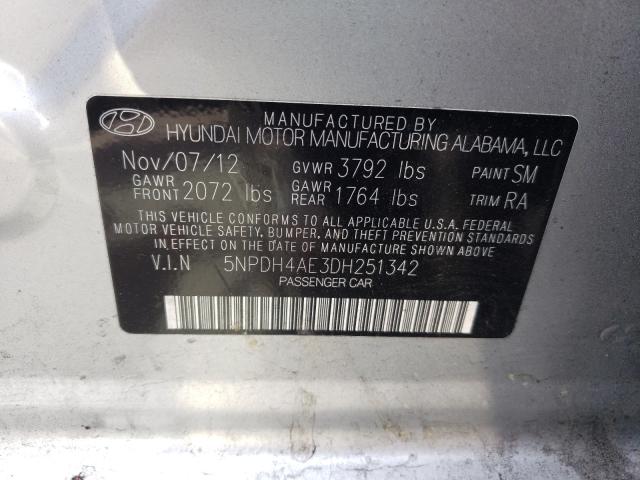 MANUFACTURED BY
HYUNDAI MOTOR MANUFACTURING ALABAMA, LLC
Nov/07/12 GVWR 3792 lbs PAINT SM
GAWR FRONT 2072 lbs GAWR REAR 1764 lbs TRIM RA
THIS VEHICLE CONFORMS TO ALL APPLICABLE U.S.A. FEDERAL
MOTOR VEHICLE SAFETY, BUMPER, AND THEFT PREVENTION STANDARDS
IN EFFECT ON THE DATE OF MANUFACTURE SHOWN ABOVE.
V.I.N 5NPDH4AE3DH251342
PASSENGER CAR